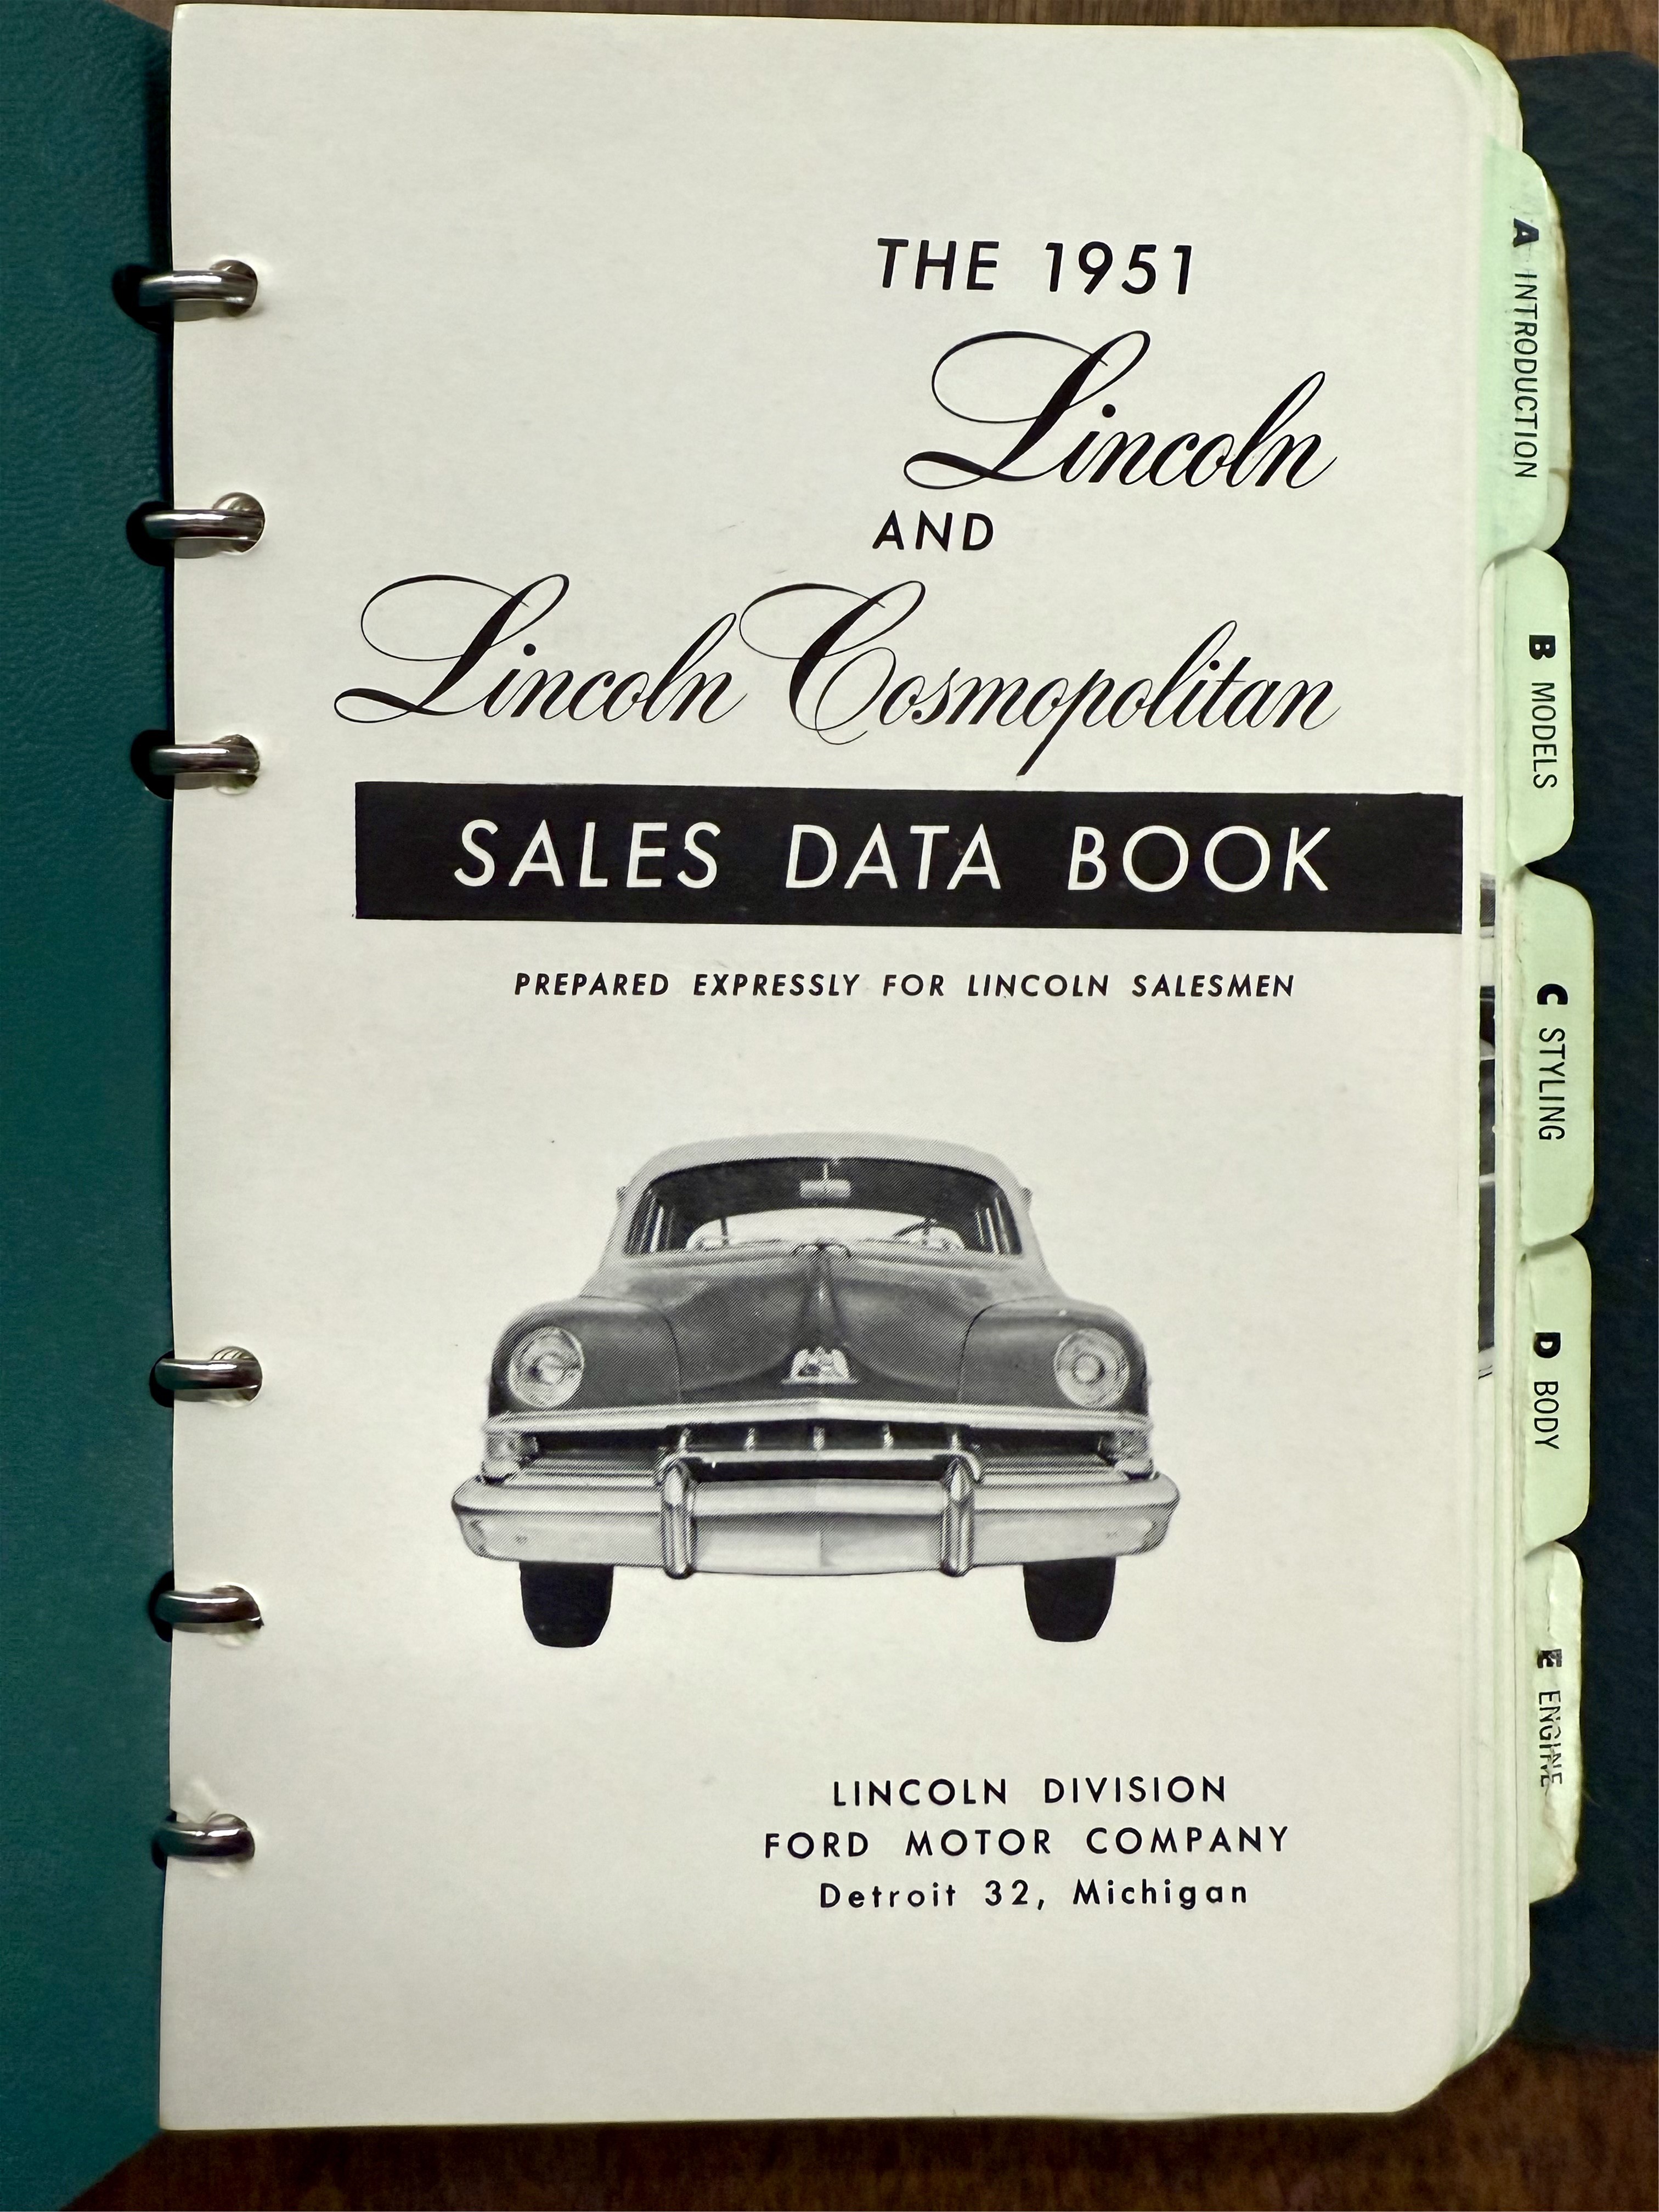 THE 1951
Lincoln
AND
Lincoln Cosmopolitan
SALES DATA BOOK
PREPARED EXPRESSLY FOR LINCOLN SALESMEN
LINCOLN DIVISION
FORD MOTOR COMPANY
Detroit 32, Michigan
A INTRODUCTION
B MODELS
C STYLING
D BODY
E ENGINE